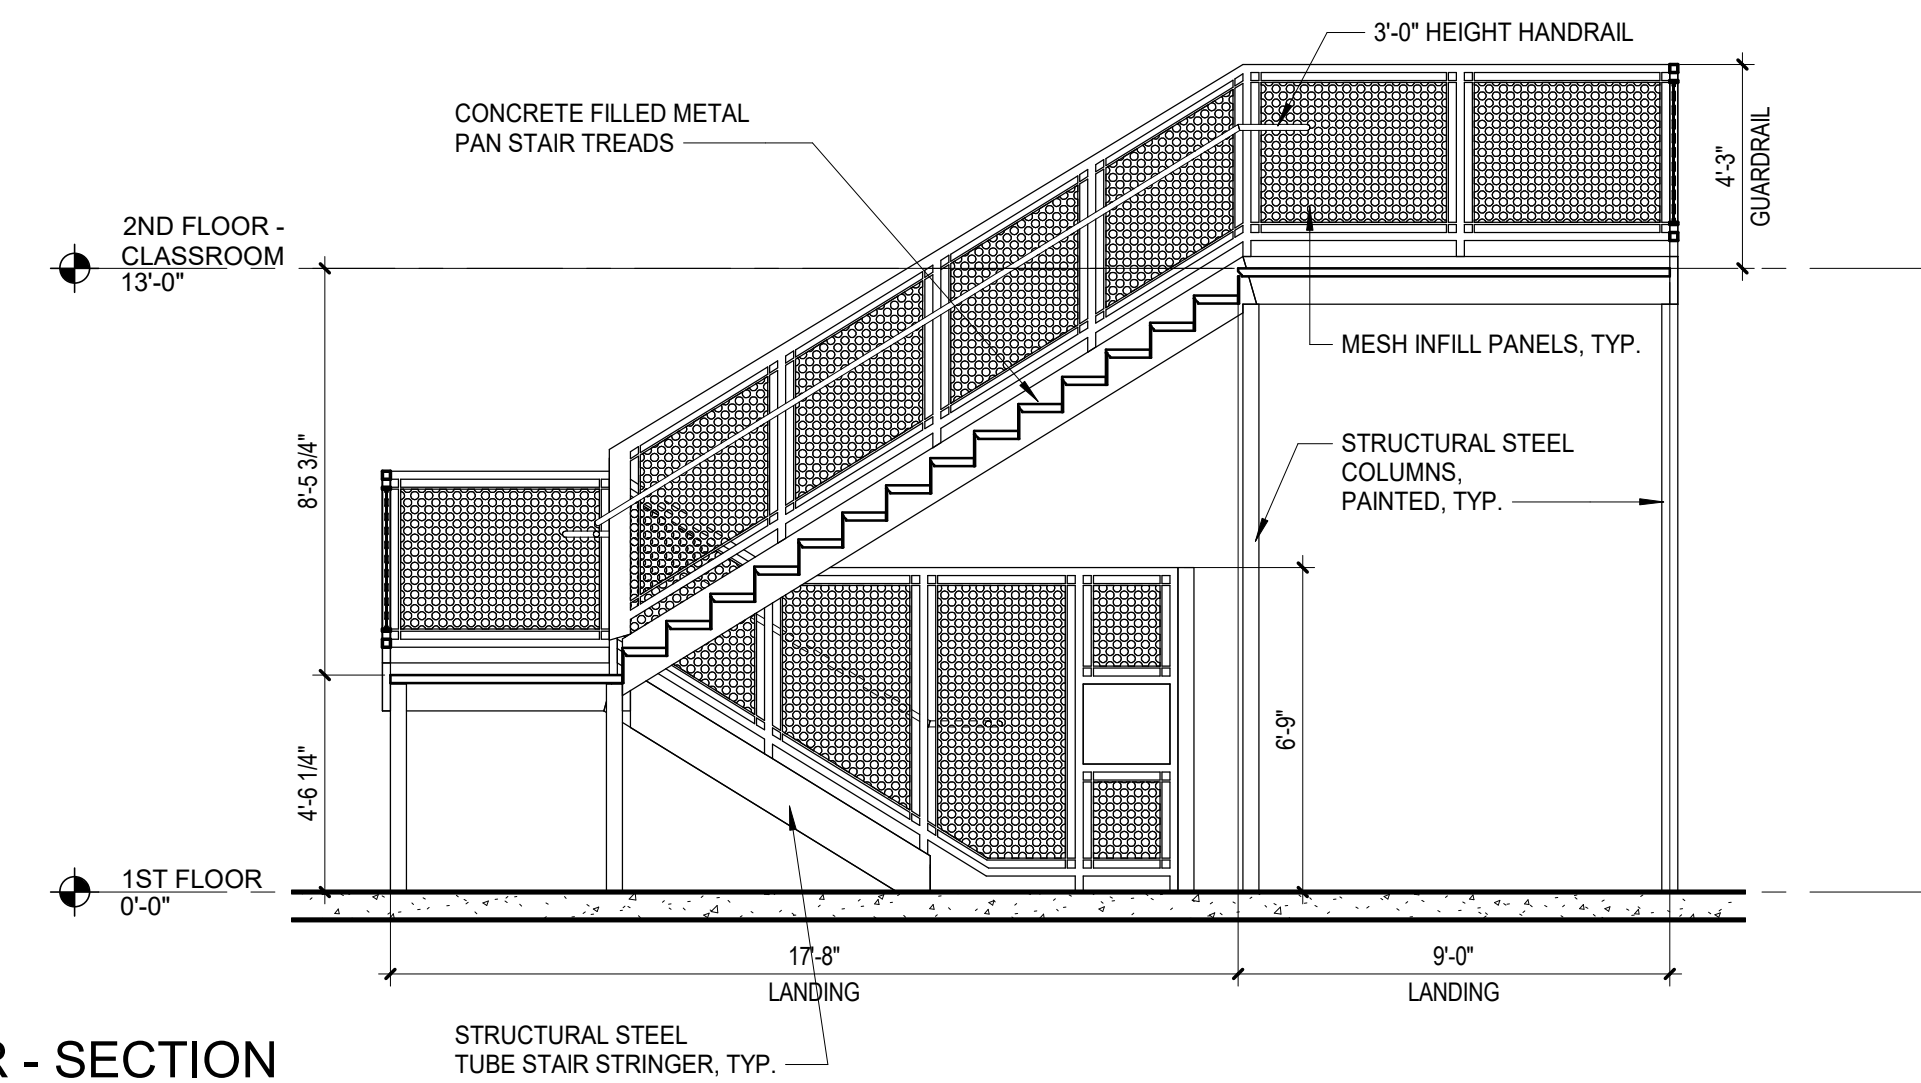 3'-0" HEIGHT HANDRAIL
CONCRETE FILLED METAL
PAN STAIR TREADS
4'-3"
GUARDRAIL
2ND FLOOR -
CLASSROOM
13'-0"
MESH INFILL PANELS, TYP.
8'-5 3/4"
STRUCTURAL STEEL
COLUMNS,
PAINTED, TYP.
6'-9"
4'-6 1/4"
1ST FLOOR
0'-0"
17'-8"
LANDING
9'-0"
LANDING
STRUCTURAL STEEL
TUBE STAIR STRINGER, TYP.
R - SECTION